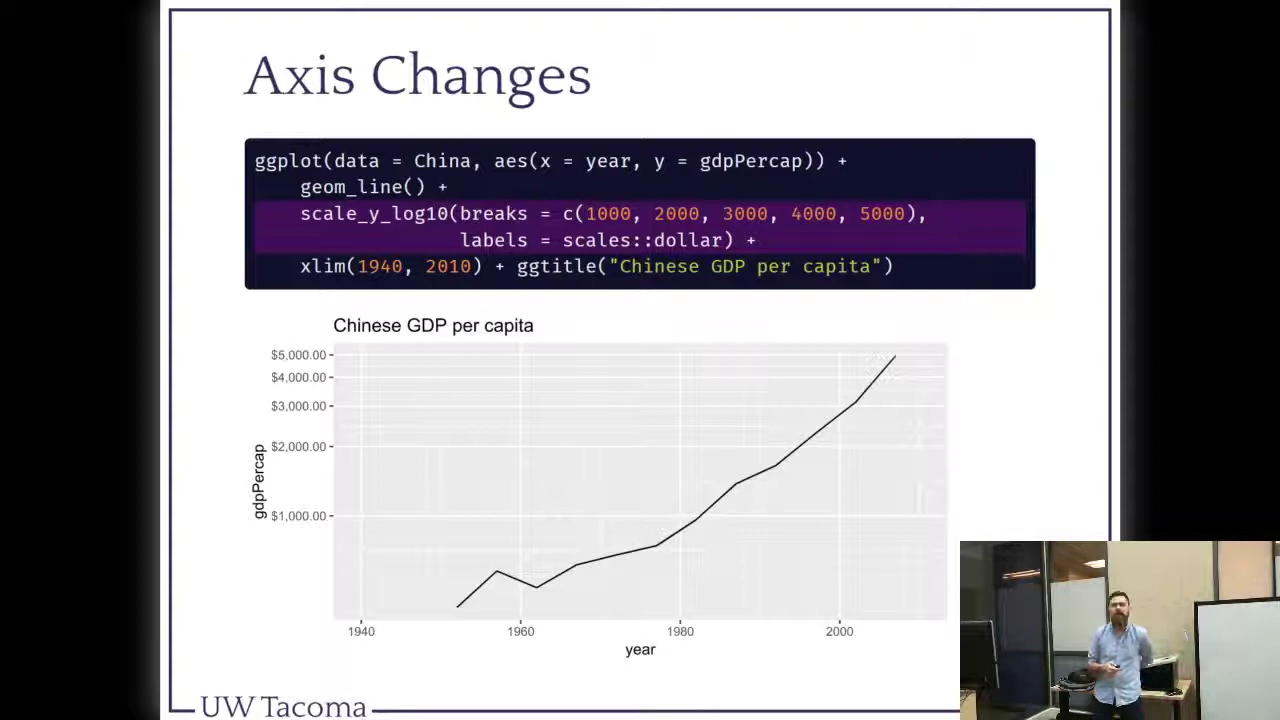 Axis Changes
ggplot(data = China, aes(x = year, y = gdpPercap)) +
    geom_line() +
    scale_y_log10(breaks = c(1000, 2000, 3000, 4000, 5000),
                  labels = scales::dollar) +
    xlim(1940, 2010) + ggtitle("Chinese GDP per capita")
Chinese GDP per capita
$5,000.00
$4,000.00
$3,000.00
$2,000.00
$1,000.00
gdpPercap
1940 1960 1980 2000
year
UW Tacoma